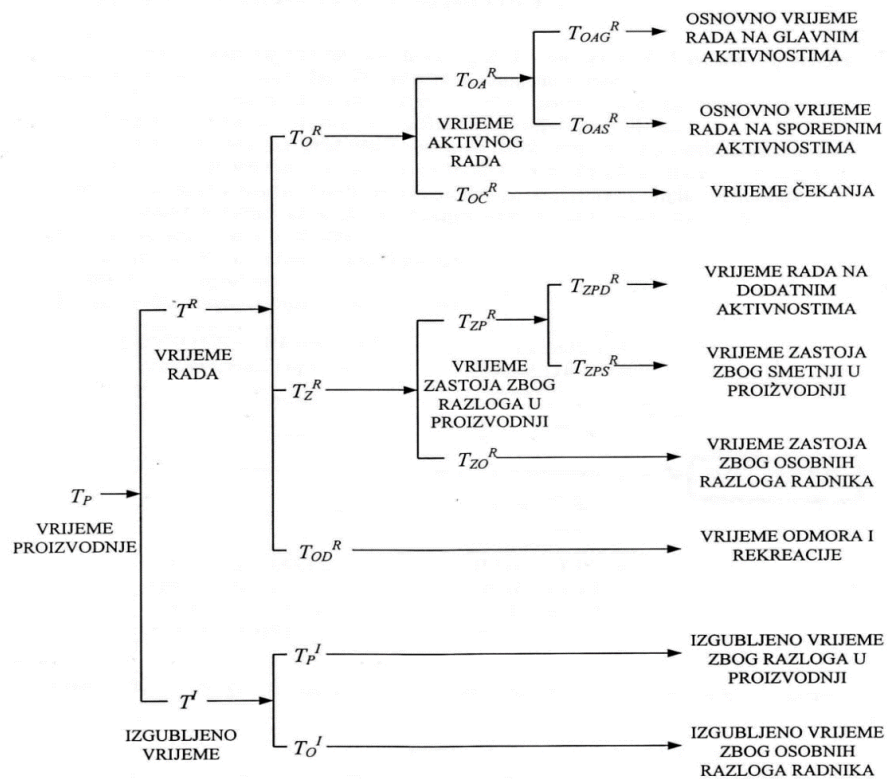 T_OAG^R
OSNOVNO VRIJEME
RADA NA GLAVNIM
AKTIVNOSTIMA
T_OA^R
VRIJEME
AKTIVNOG
RADA
T_OAS^R
OSNOVNO VRIJEME
RADA NA SPOREDNIM
AKTIVNOSTIMA
T_O^R
T_OČ^R
VRIJEME ČEKANJA
T_ZPD^R
VRIJEME RADA NA
DODATNIM
AKTIVNOSTIMA
T^R
VRIJEME
RADA
T_ZP^R
VRIJEME
ZASTOJA ZBOG
RAZLOGA U
PROIZVODNJI
T_ZPS^R
VRIJEME ZASTOJA
ZBOG SMETNJI U
PROIZVODNJI
T_Z^R
T_ZO^R
VRIJEME ZASTOJA
ZBOG OSOBNIH
RAZLOGA RADNIKA
T_P
VRIJEME
PROIZVODNJE
T_OD^R
VRIJEME ODMORA I
REKREACIJE
T_P^I
IZGUBLJENO VRIJEME
ZBOG RAZLOGA U
PROIZVODNJI
T^I
IZGUBLJENO
VRIJEME
T_O^I
IZGUBLJENO VRIJEME
ZBOG OSOBNIH
RAZLOGA RADNIKA